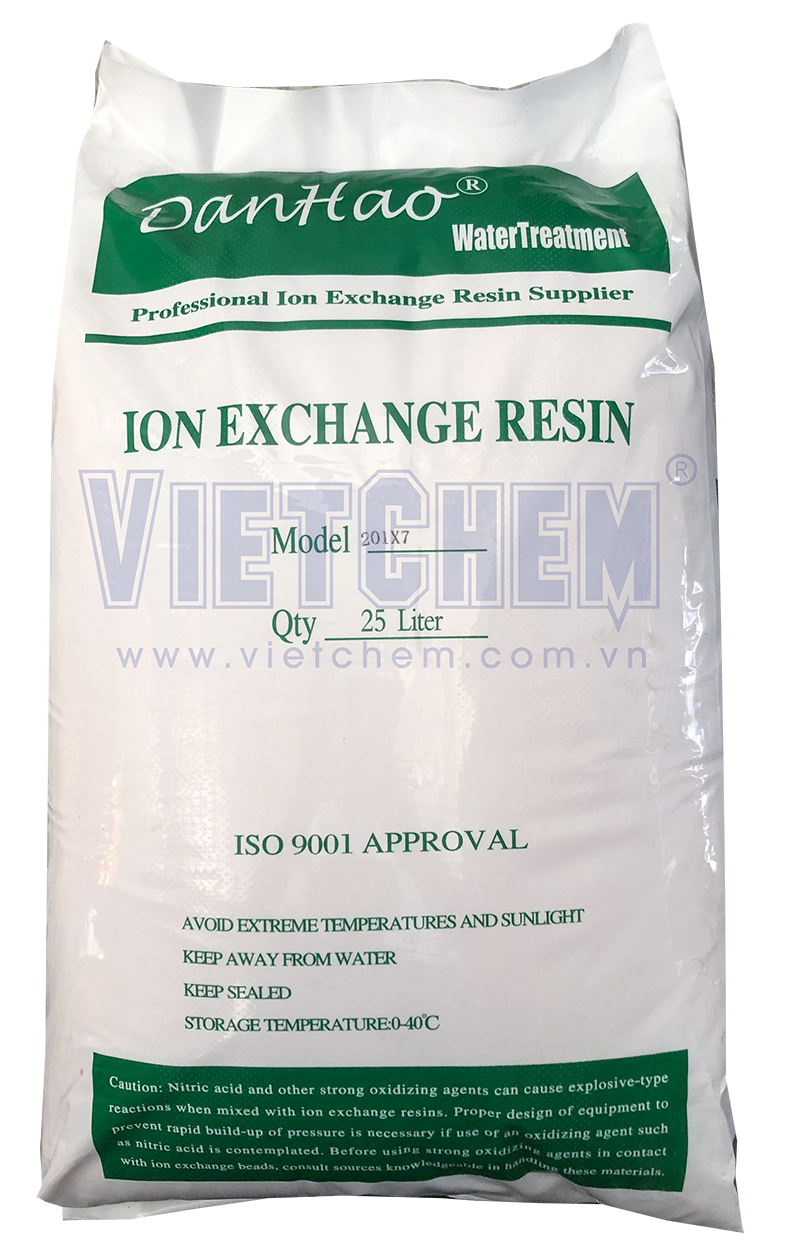 DanHao®
WaterTreatment
Professional Ion Exchange Resin Supplier
ION EXCHANGE RESIN
VIETCHEM®
Model 201X7
Qty 25 Liter
www.vietchem.com.vn
ISO 9001 APPROVAL
AVOID EXTREME TEMPERATURES AND SUNLIGHT
KEEP AWAY FROM WATER
KEEP SEALED
STORAGE TEMPERATURE:0-40℃
Caution: Nitric acid and other strong oxidizing agents can cause explosive-type
reactions when mixed with ion exchange resins. Proper design of equipment to
prevent rapid build-up of pressure is necessary if use of an oxidizing agent such
as nitric acid is contemplated. Before using strong oxidizing agents in contact
with ion exchange beads, consult sources knowledgeable in handling these materials.